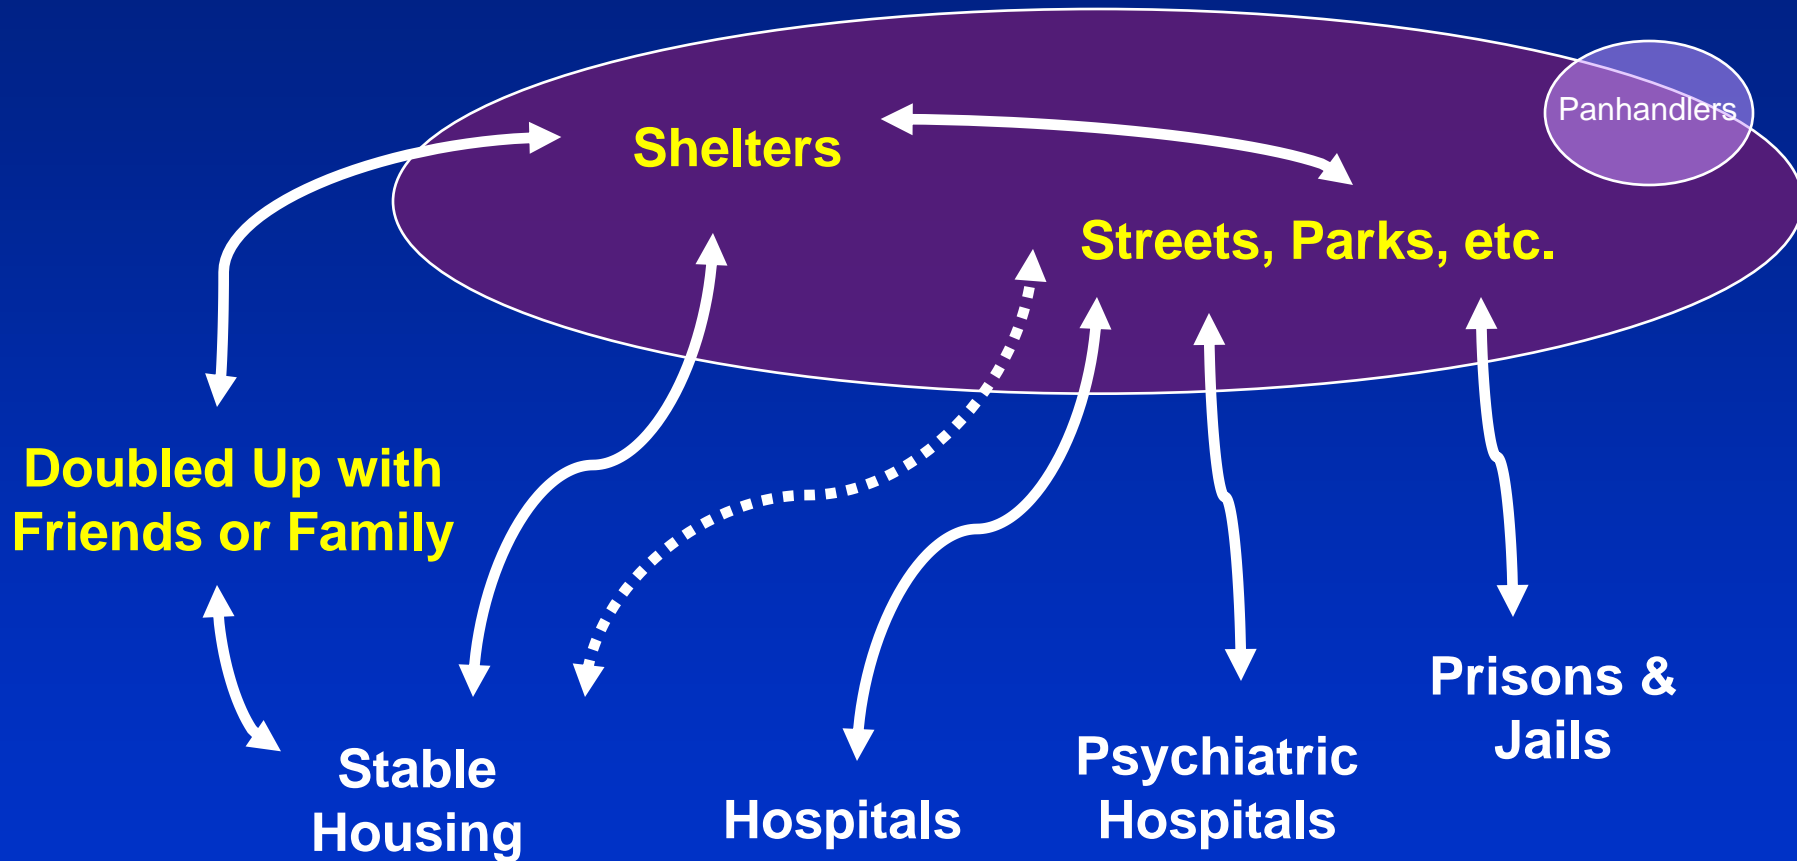 Panhandlers
Shelters
Streets, Parks, etc.
Doubled Up with
Friends or Family
Prisons &
Jails
Stable
Housing
Hospitals
Psychiatric
Hospitals